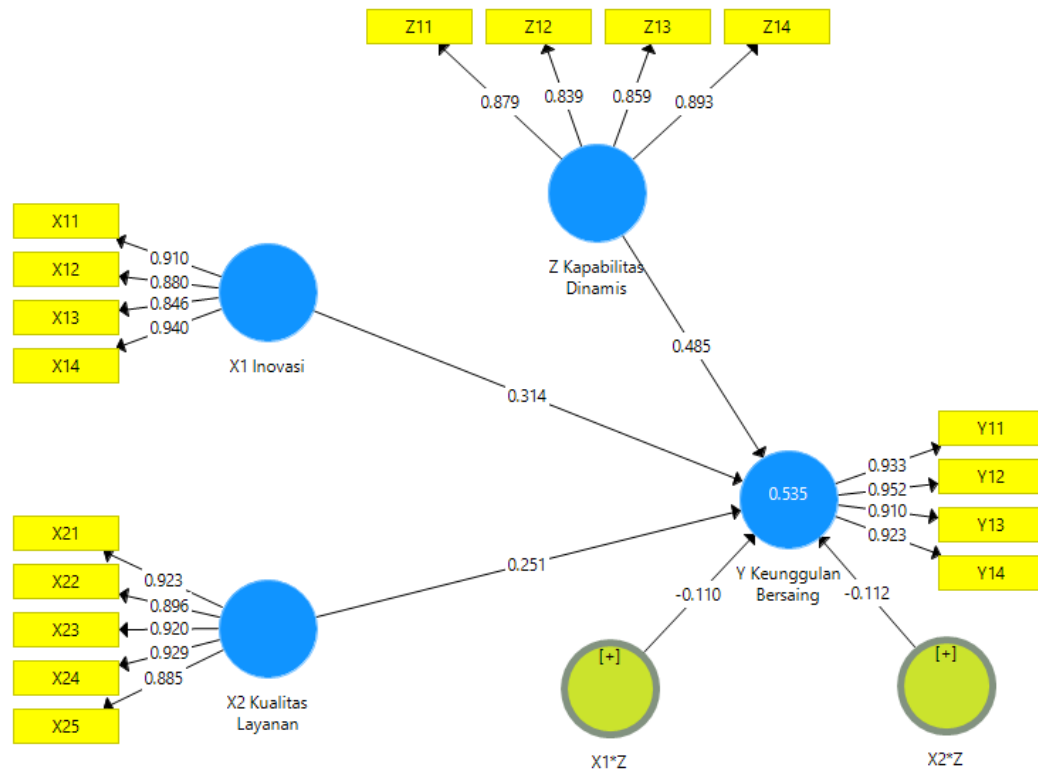 Z11
Z12
Z13
Z14
0.879
0.839
0.859
0.893
Z Kapabilitas
Dinamis
X11
X12
X13
X14
0.910
0.880
0.846
0.940
X1 Inovasi
0.485
0.314
X21
X22
X23
X24
X25
0.923
0.896
0.920
0.929
0.885
X2 Kualitas
Layanan
0.251
0.535
Y Keunggulan
Bersaing
0.933
0.952
0.910
0.923
Y11
Y12
Y13
Y14
-0.110
-0.112
[+]
X1*Z
[+]
X2*Z